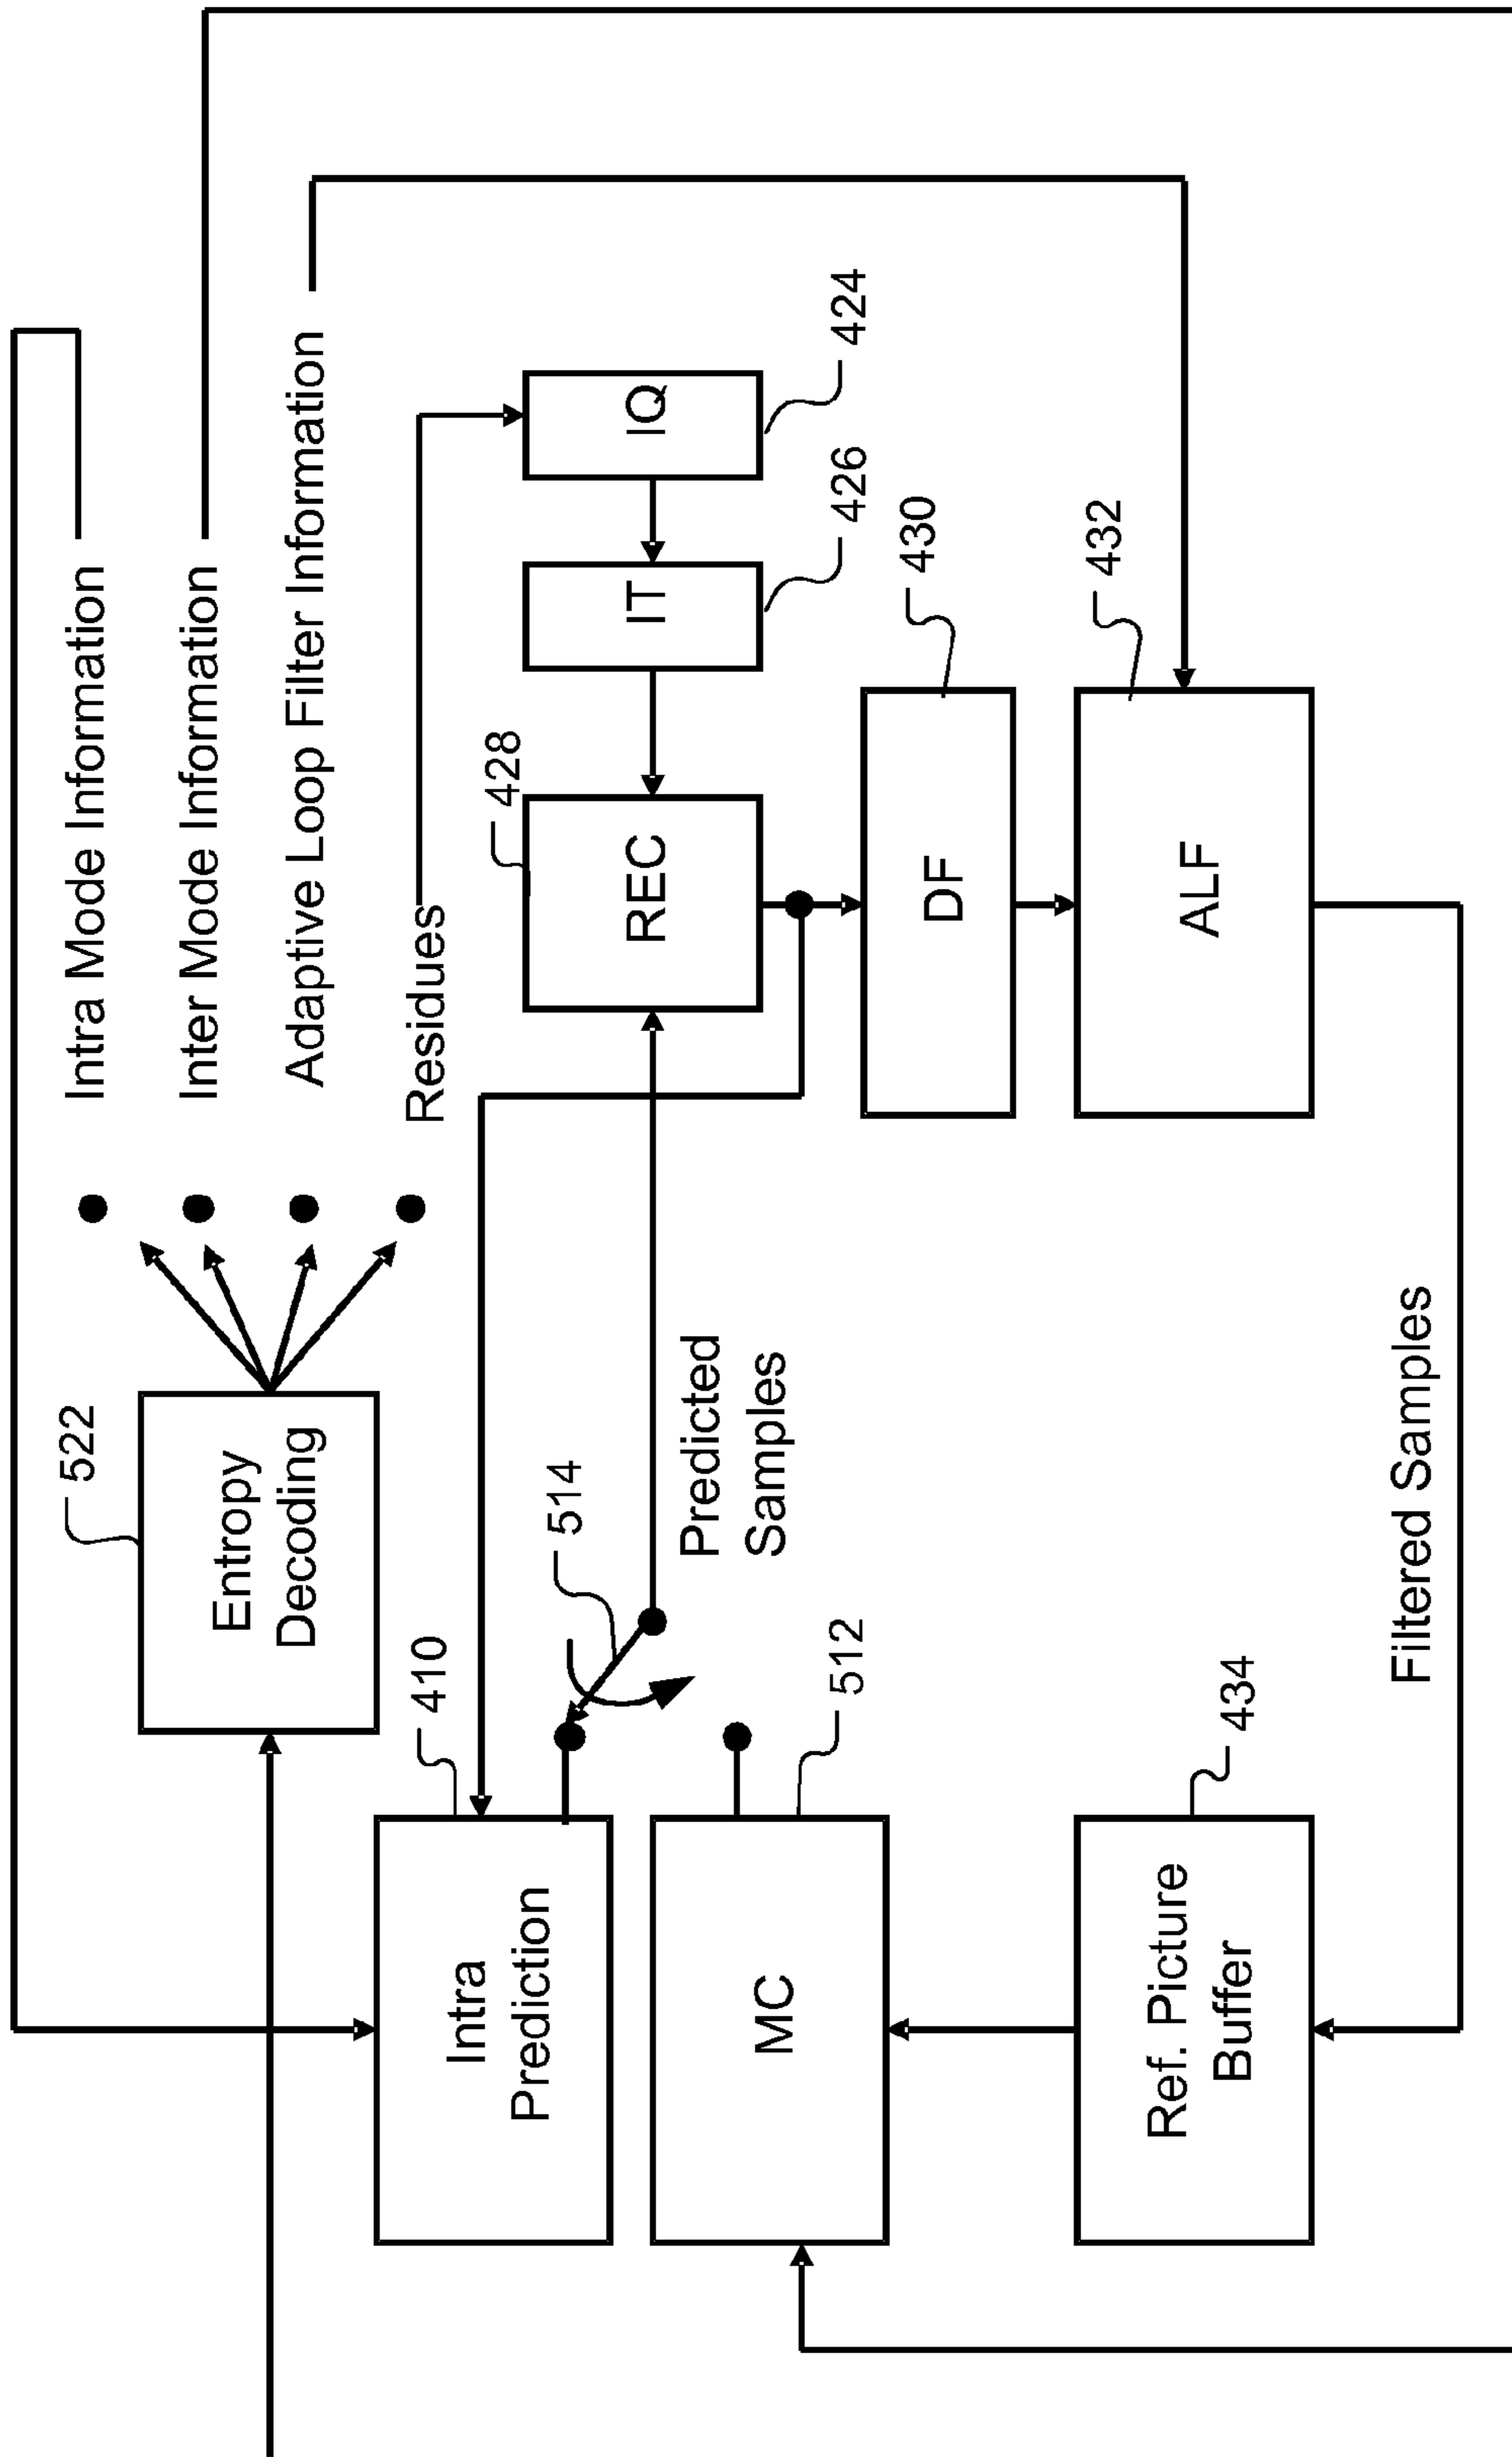 522
Entropy
Decoding
Intra Mode Information
Inter Mode Information
Adaptive Loop Filter Information
Residues
410
Intra
Prediction
514
Predicted
Samples
428
REC
IT
426
IQ
424
512
MC
430
DF
434
Ref. Picture
Buffer
432
ALF
Filtered Samples